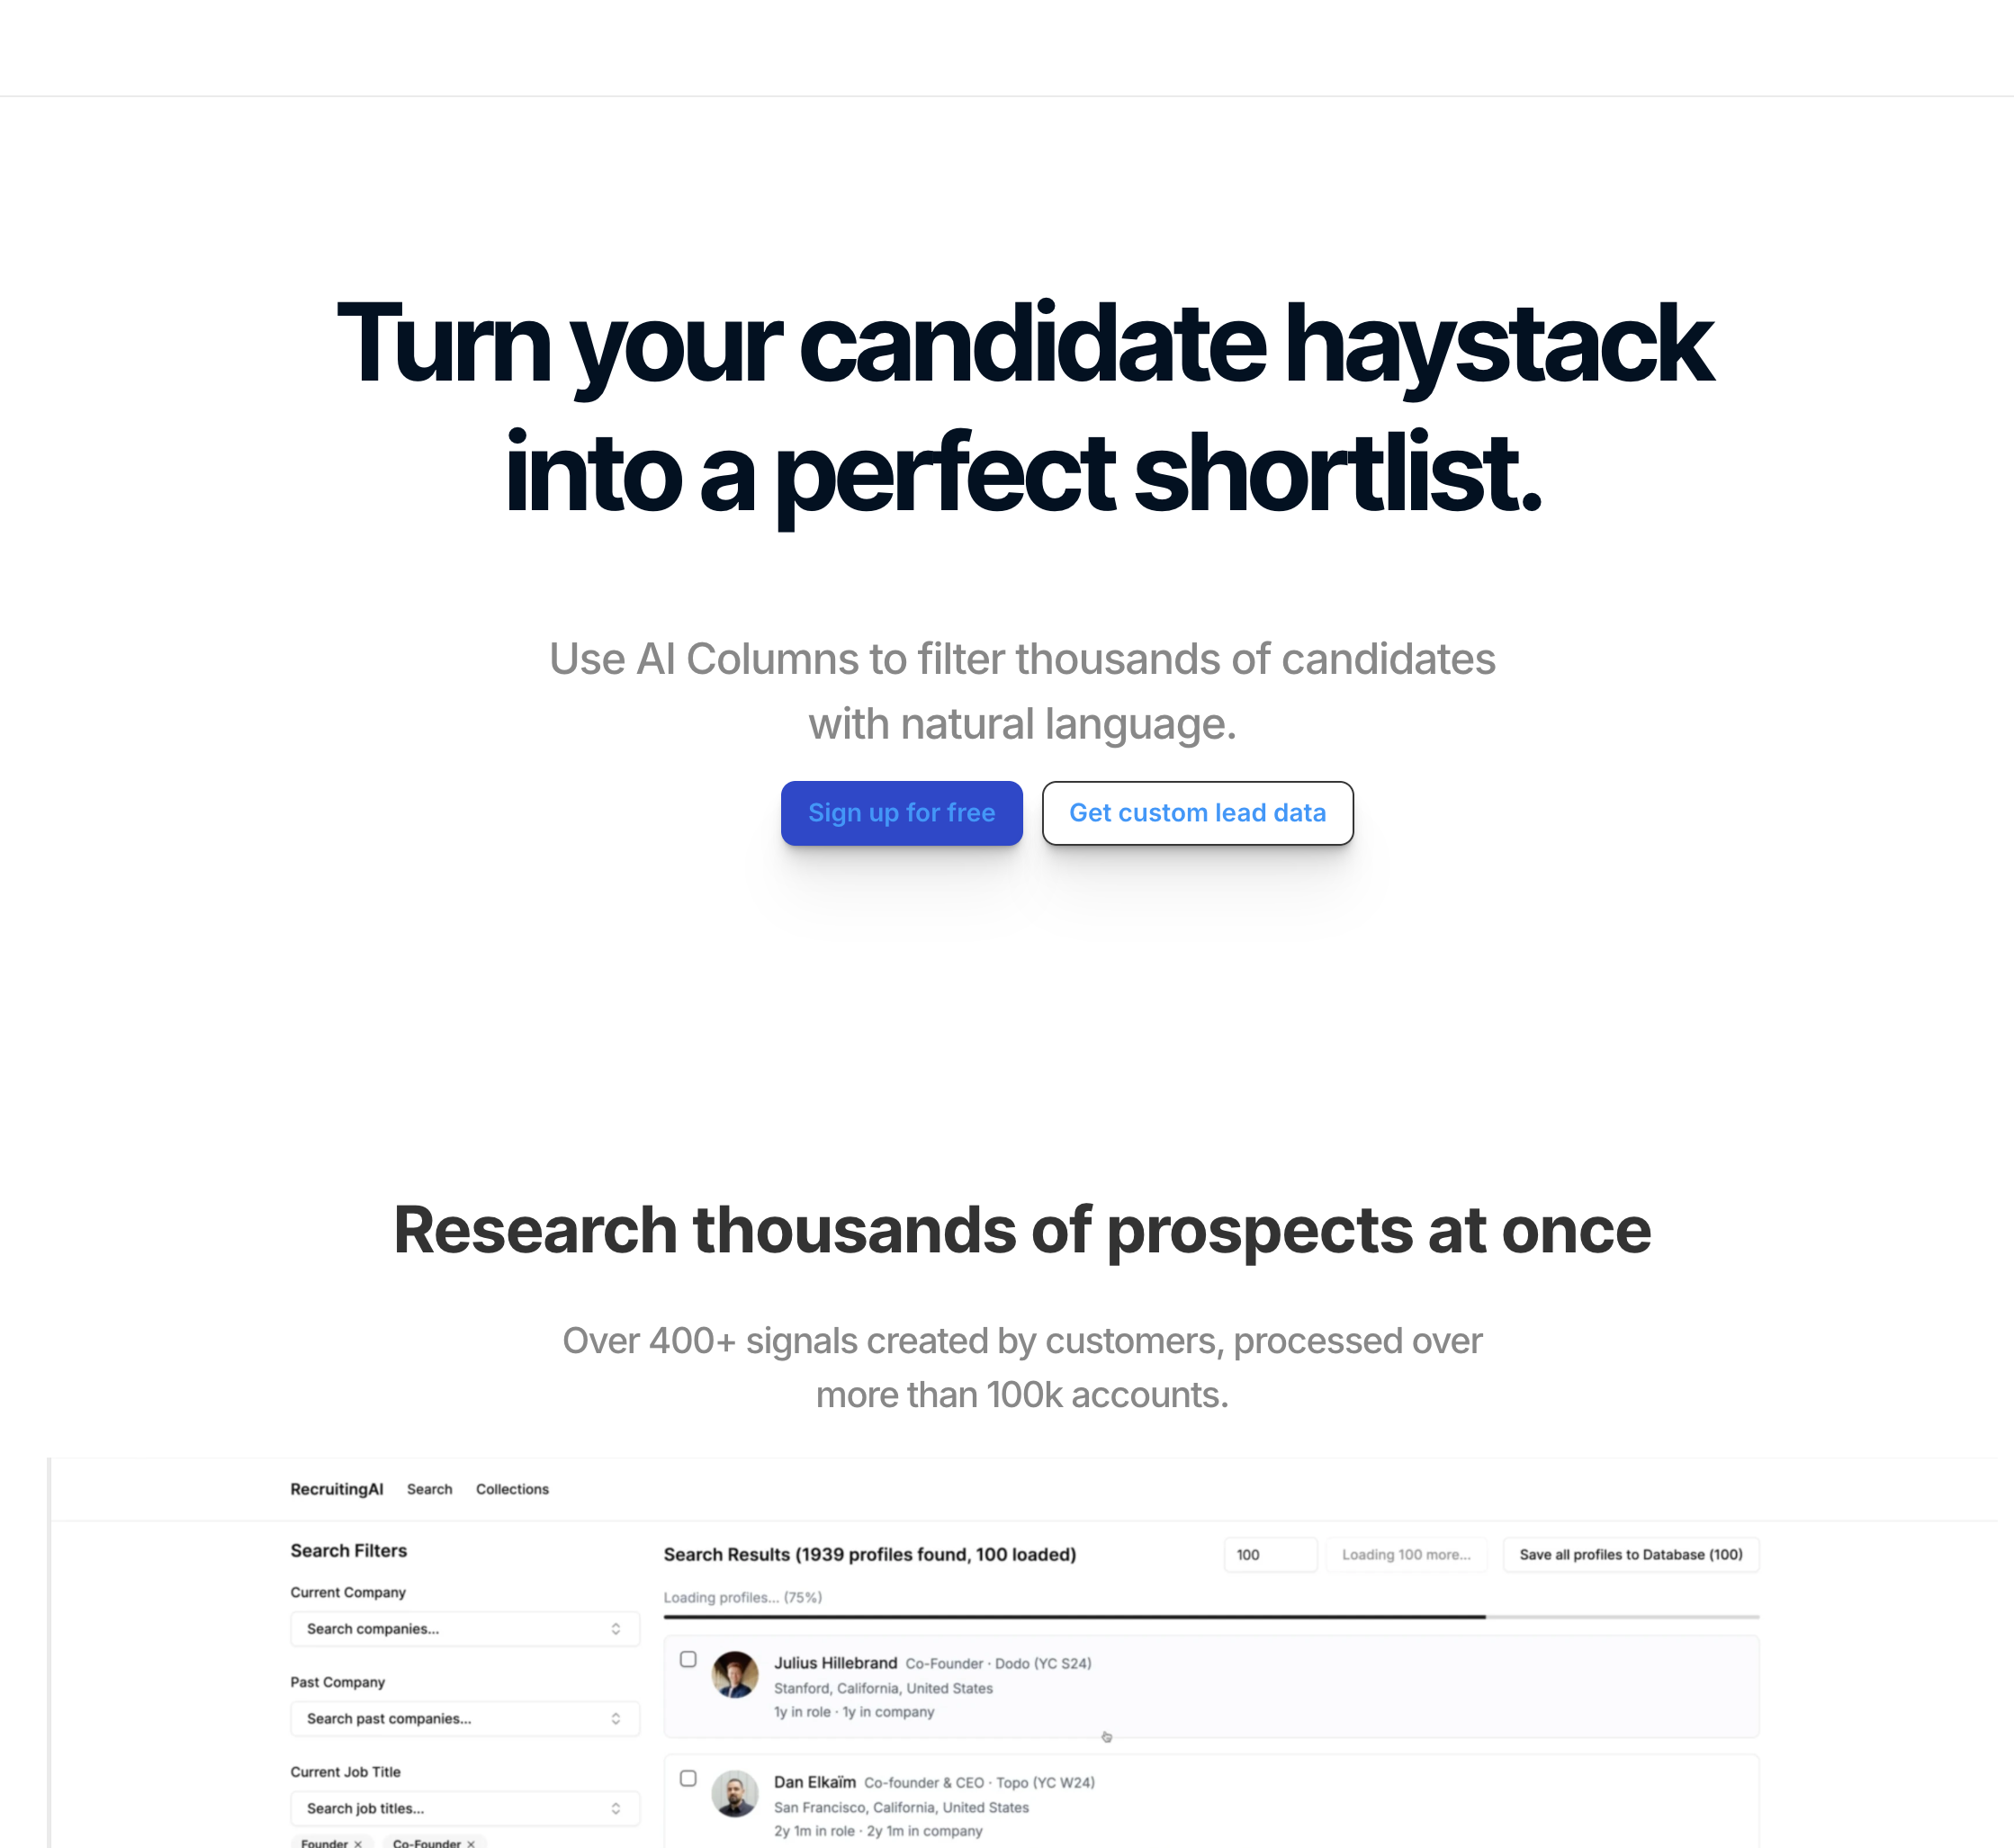 Turn your candidate haystack
into a perfect shortlist.
Use AI Columns to filter thousands of candidates
with natural language.
Sign up for free
Get custom lead data
Research thousands of prospects at once
Over 400+ signals created by customers, processed over
more than 100k accounts.
RecruitingAI Search Collections
Search Filters
Current Company
Search companies...
Past Company
Search past companies...
Current Job Title
Search job titles...
Founder × Co-Founder ×
Search Results (1939 profiles found, 100 loaded)
100
Loading 100 more...
Save all profiles to Database (100)
Loading profiles... (75%)
Julius Hillebrand Co-Founder · Dodo (YC S24)
Stanford, California, United States
1y in role · 1y in company
Dan Elkaïm Co-founder & CEO · Topo (YC W24)
San Francisco, California, United States
2y 1m in role · 2y 1m in company